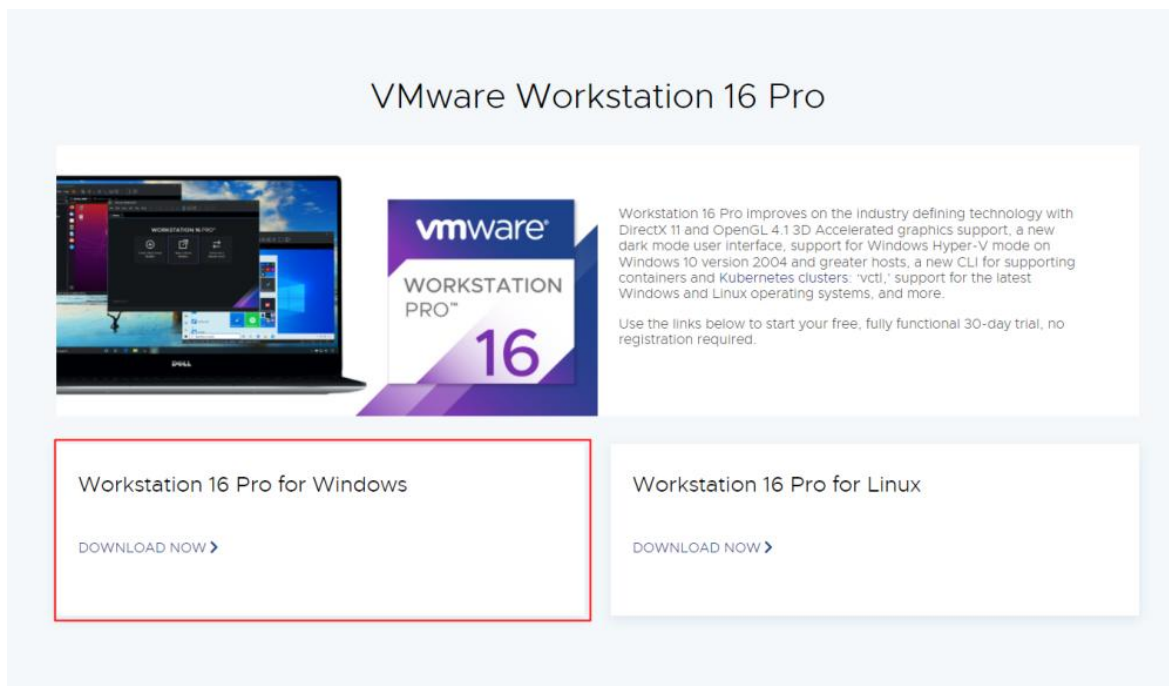 VMware Workstation 16 Pro
WORKSTATION 16 PRO™
DELL
vmware®
WORKSTATION
PRO™
16
Workstation 16 Pro improves on the industry defining technology with
DirectX 11 and OpenGL 4.1 3D Accelerated graphics support, a new
dark mode user interface, support for Windows Hyper-V mode on
Windows 10 version 2004 and greater hosts, a new CLI for supporting
containers and Kubernetes clusters: 'vctl,' support for the latest
Windows and Linux operating systems, and more.
Use the links below to start your free, fully functional 30-day trial, no
registration required.
Workstation 16 Pro for Windows
DOWNLOAD NOW
Workstation 16 Pro for Linux
DOWNLOAD NOW